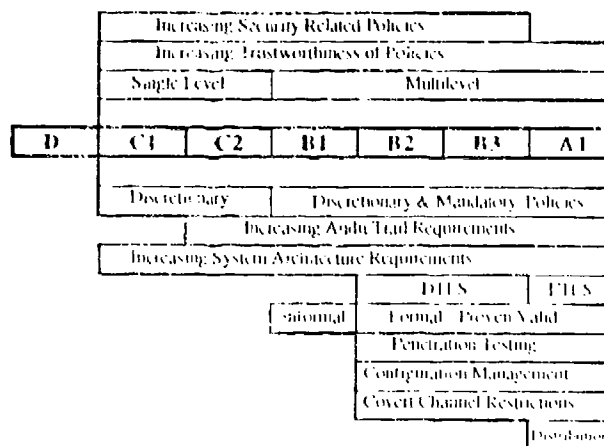 Increasing Security Related Policies
Increasing Trustworthiness of Policies
Single Level Multilevel
D C1 C2 B1 B2 B3 A1
Discretionary Discretionary & Mandatory Policies
Increasing Audit Trail Requirements
Increasing System Architecture Requirements
DTLS FTLS
Informal Formal - Proven Valid
Penetration Testing
Configuration Management
Covert Channel Restrictions
Distribution